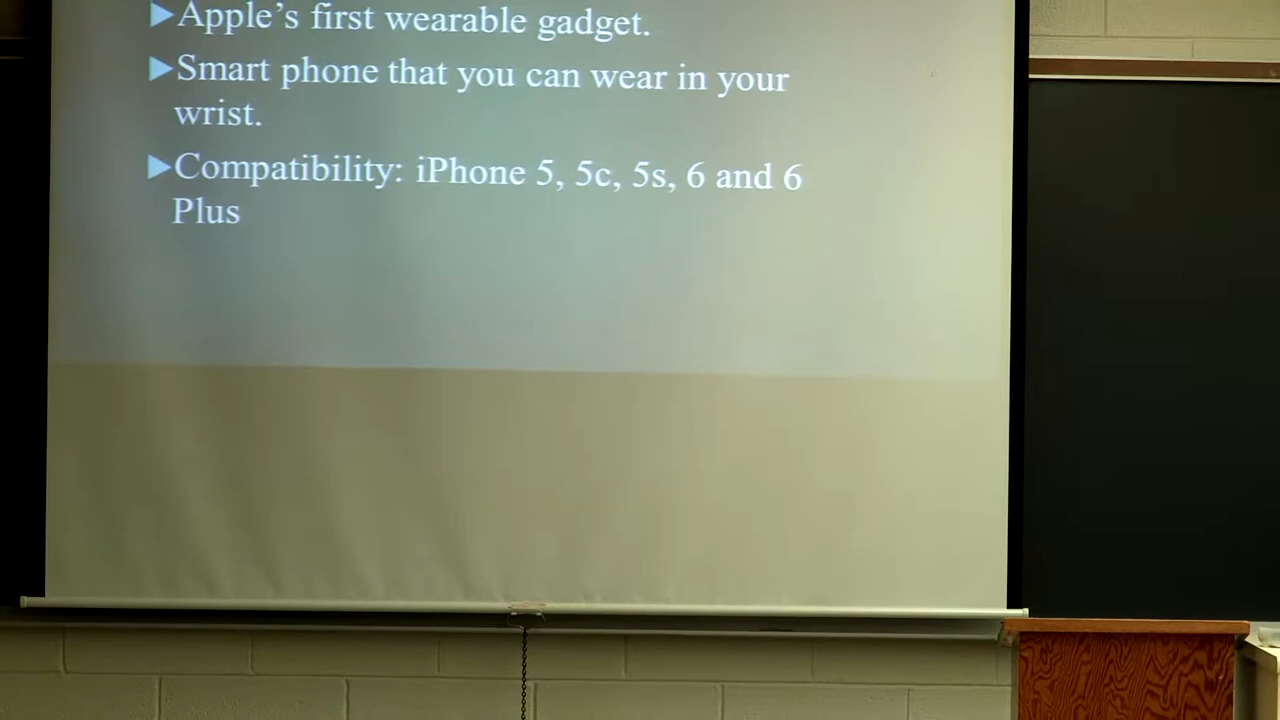 ▶Apple’s first wearable gadget.
▶Smart phone that you can wear in your
wrist.
▶Compatibility: iPhone 5, 5c, 5s, 6 and 6
Plus